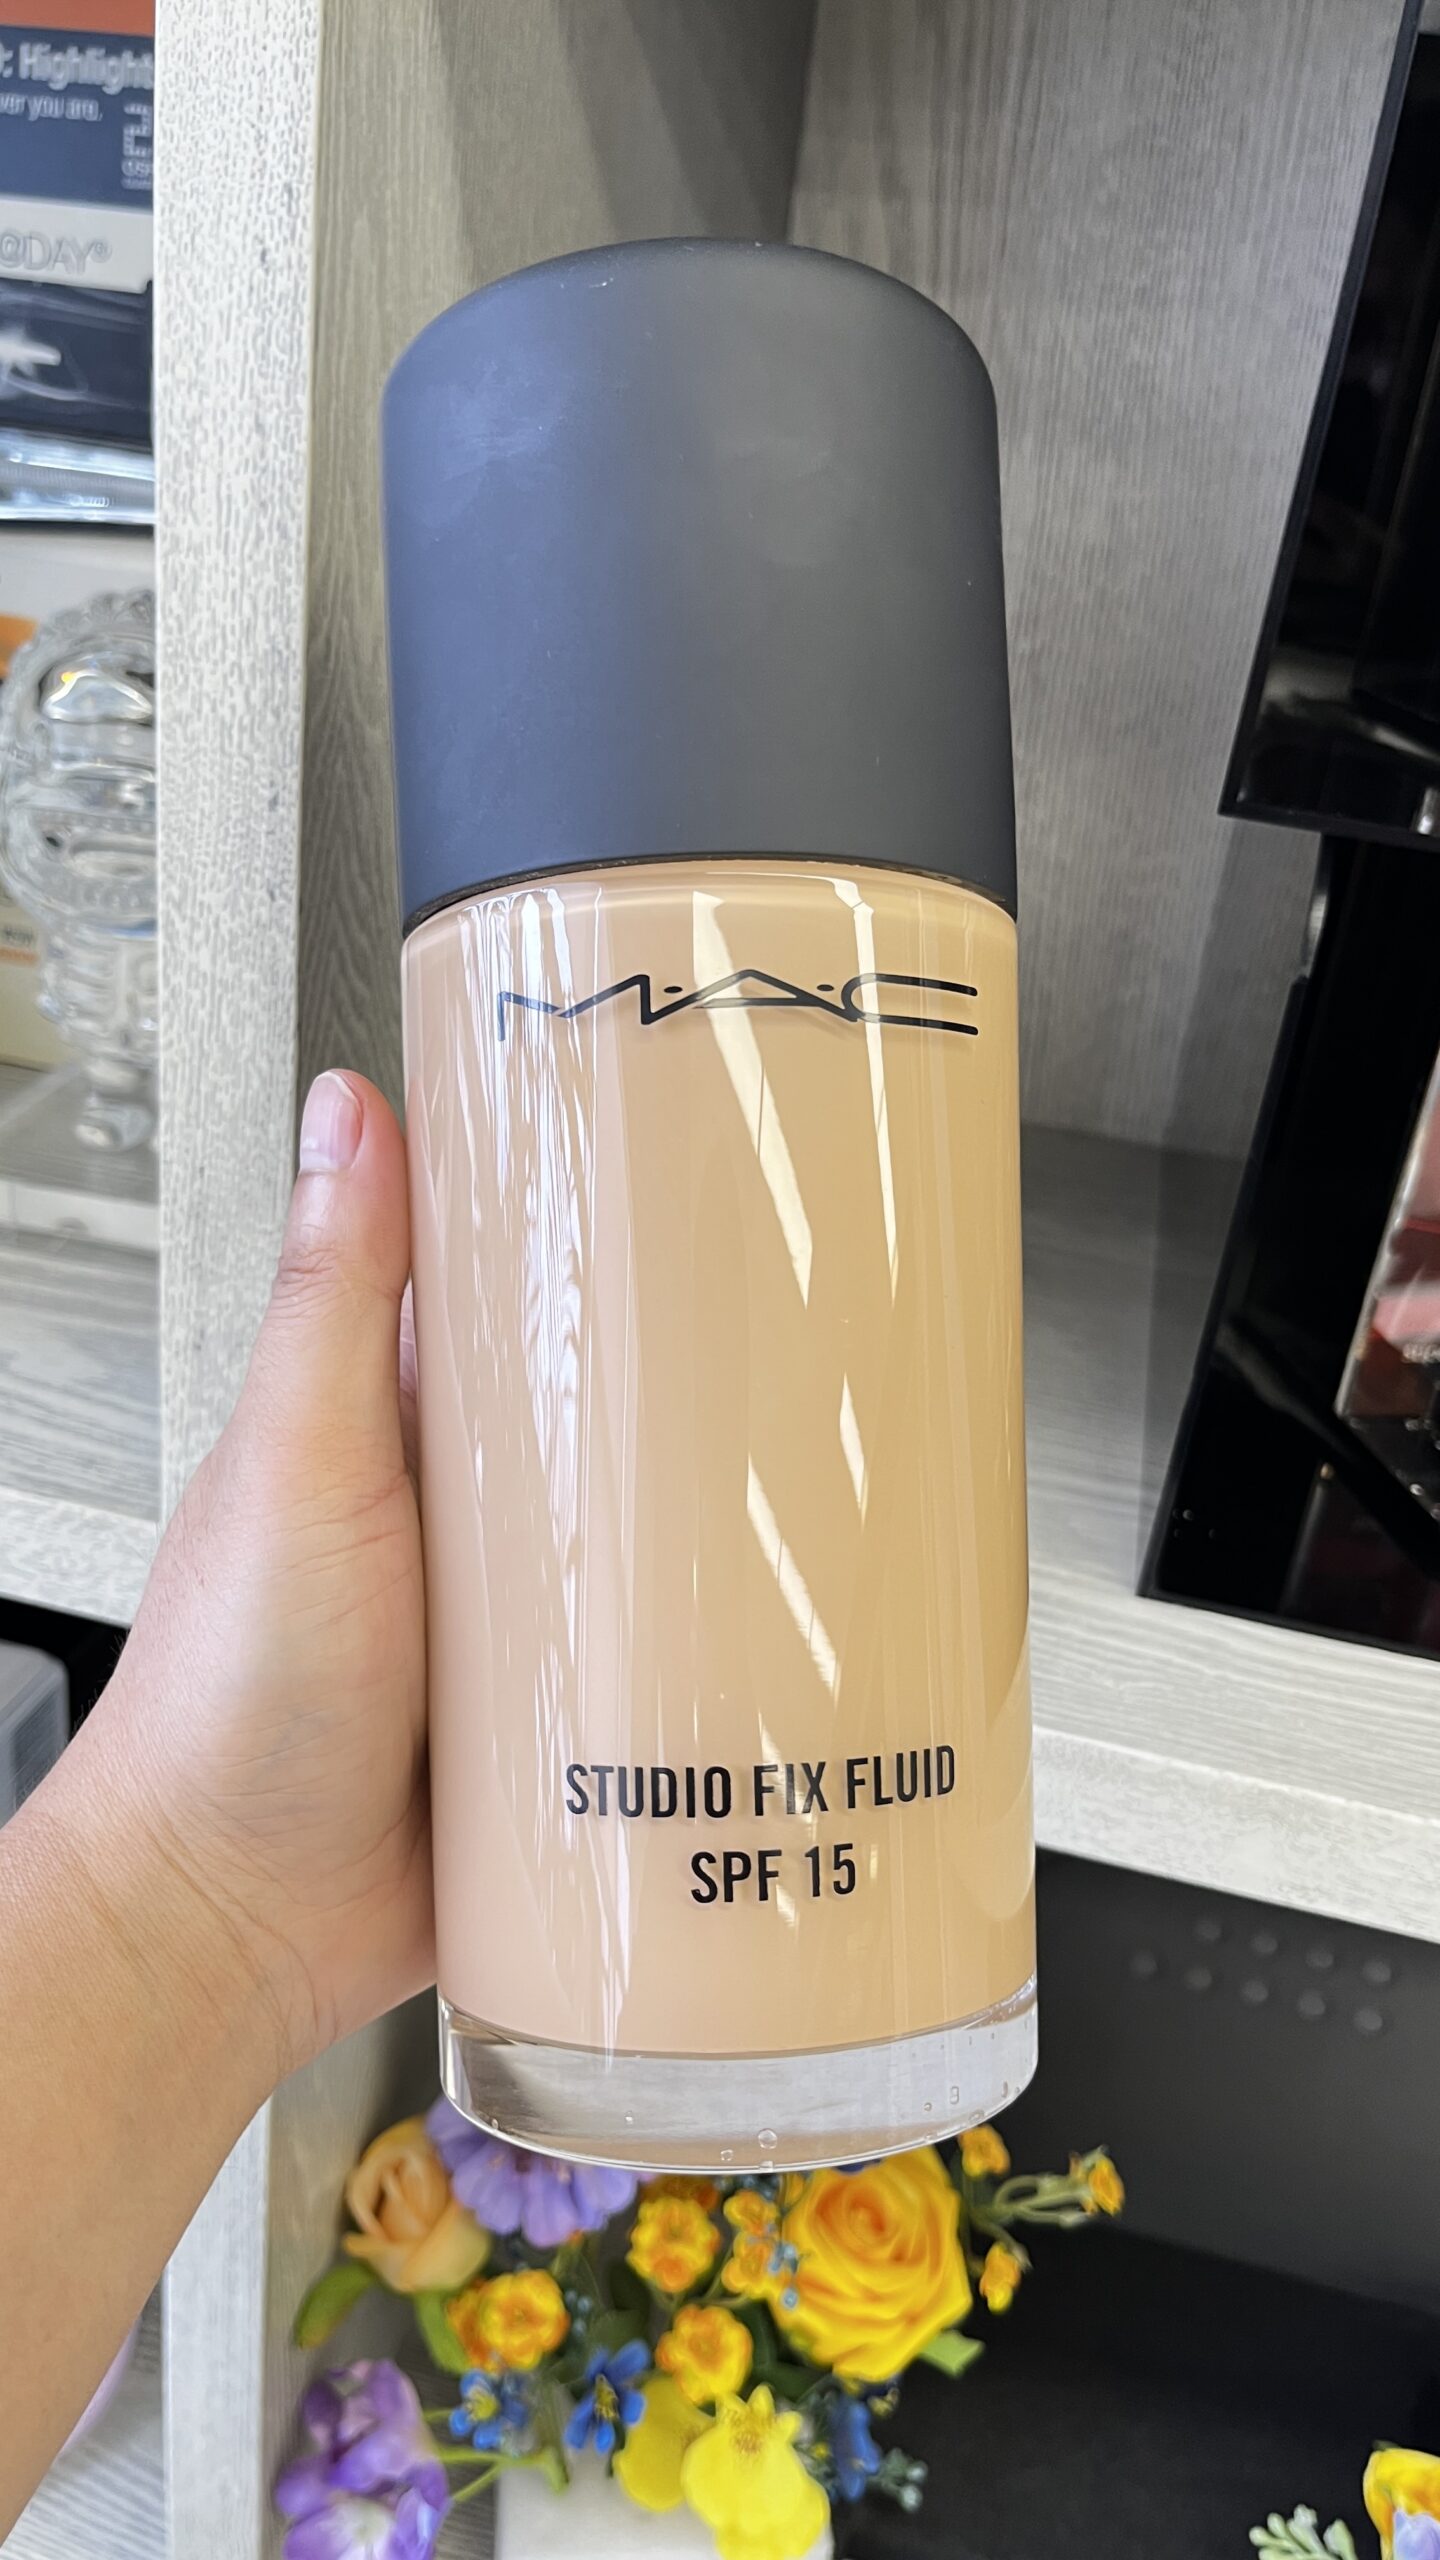 Highlight
ver you are.
DAY®
M·A·C
STUDIO FIX FLUID
SPF 15